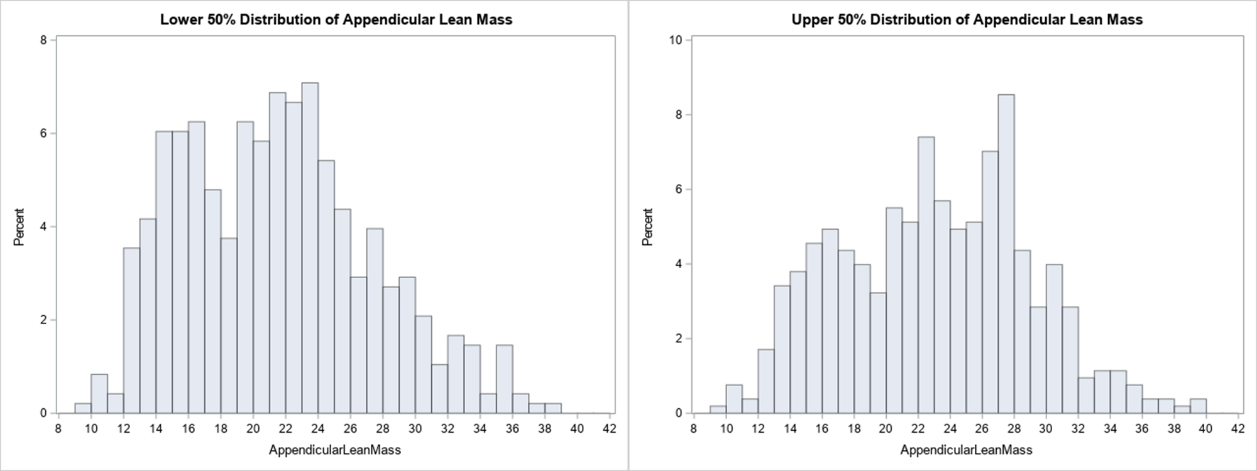 Lower 50% Distribution of Appendicular Lean Mass
8
6
4
2
0
Percent
8 10 12 14 16 18 20 22 24 26 28 30 32 34 36 38 40 42
AppendicularLeanMass
Upper 50% Distribution of Appendicular Lean Mass
10
8
6
4
2
0
Percent
8 10 12 14 16 18 20 22 24 26 28 30 32 34 36 38 40 42
AppendicularLeanMass